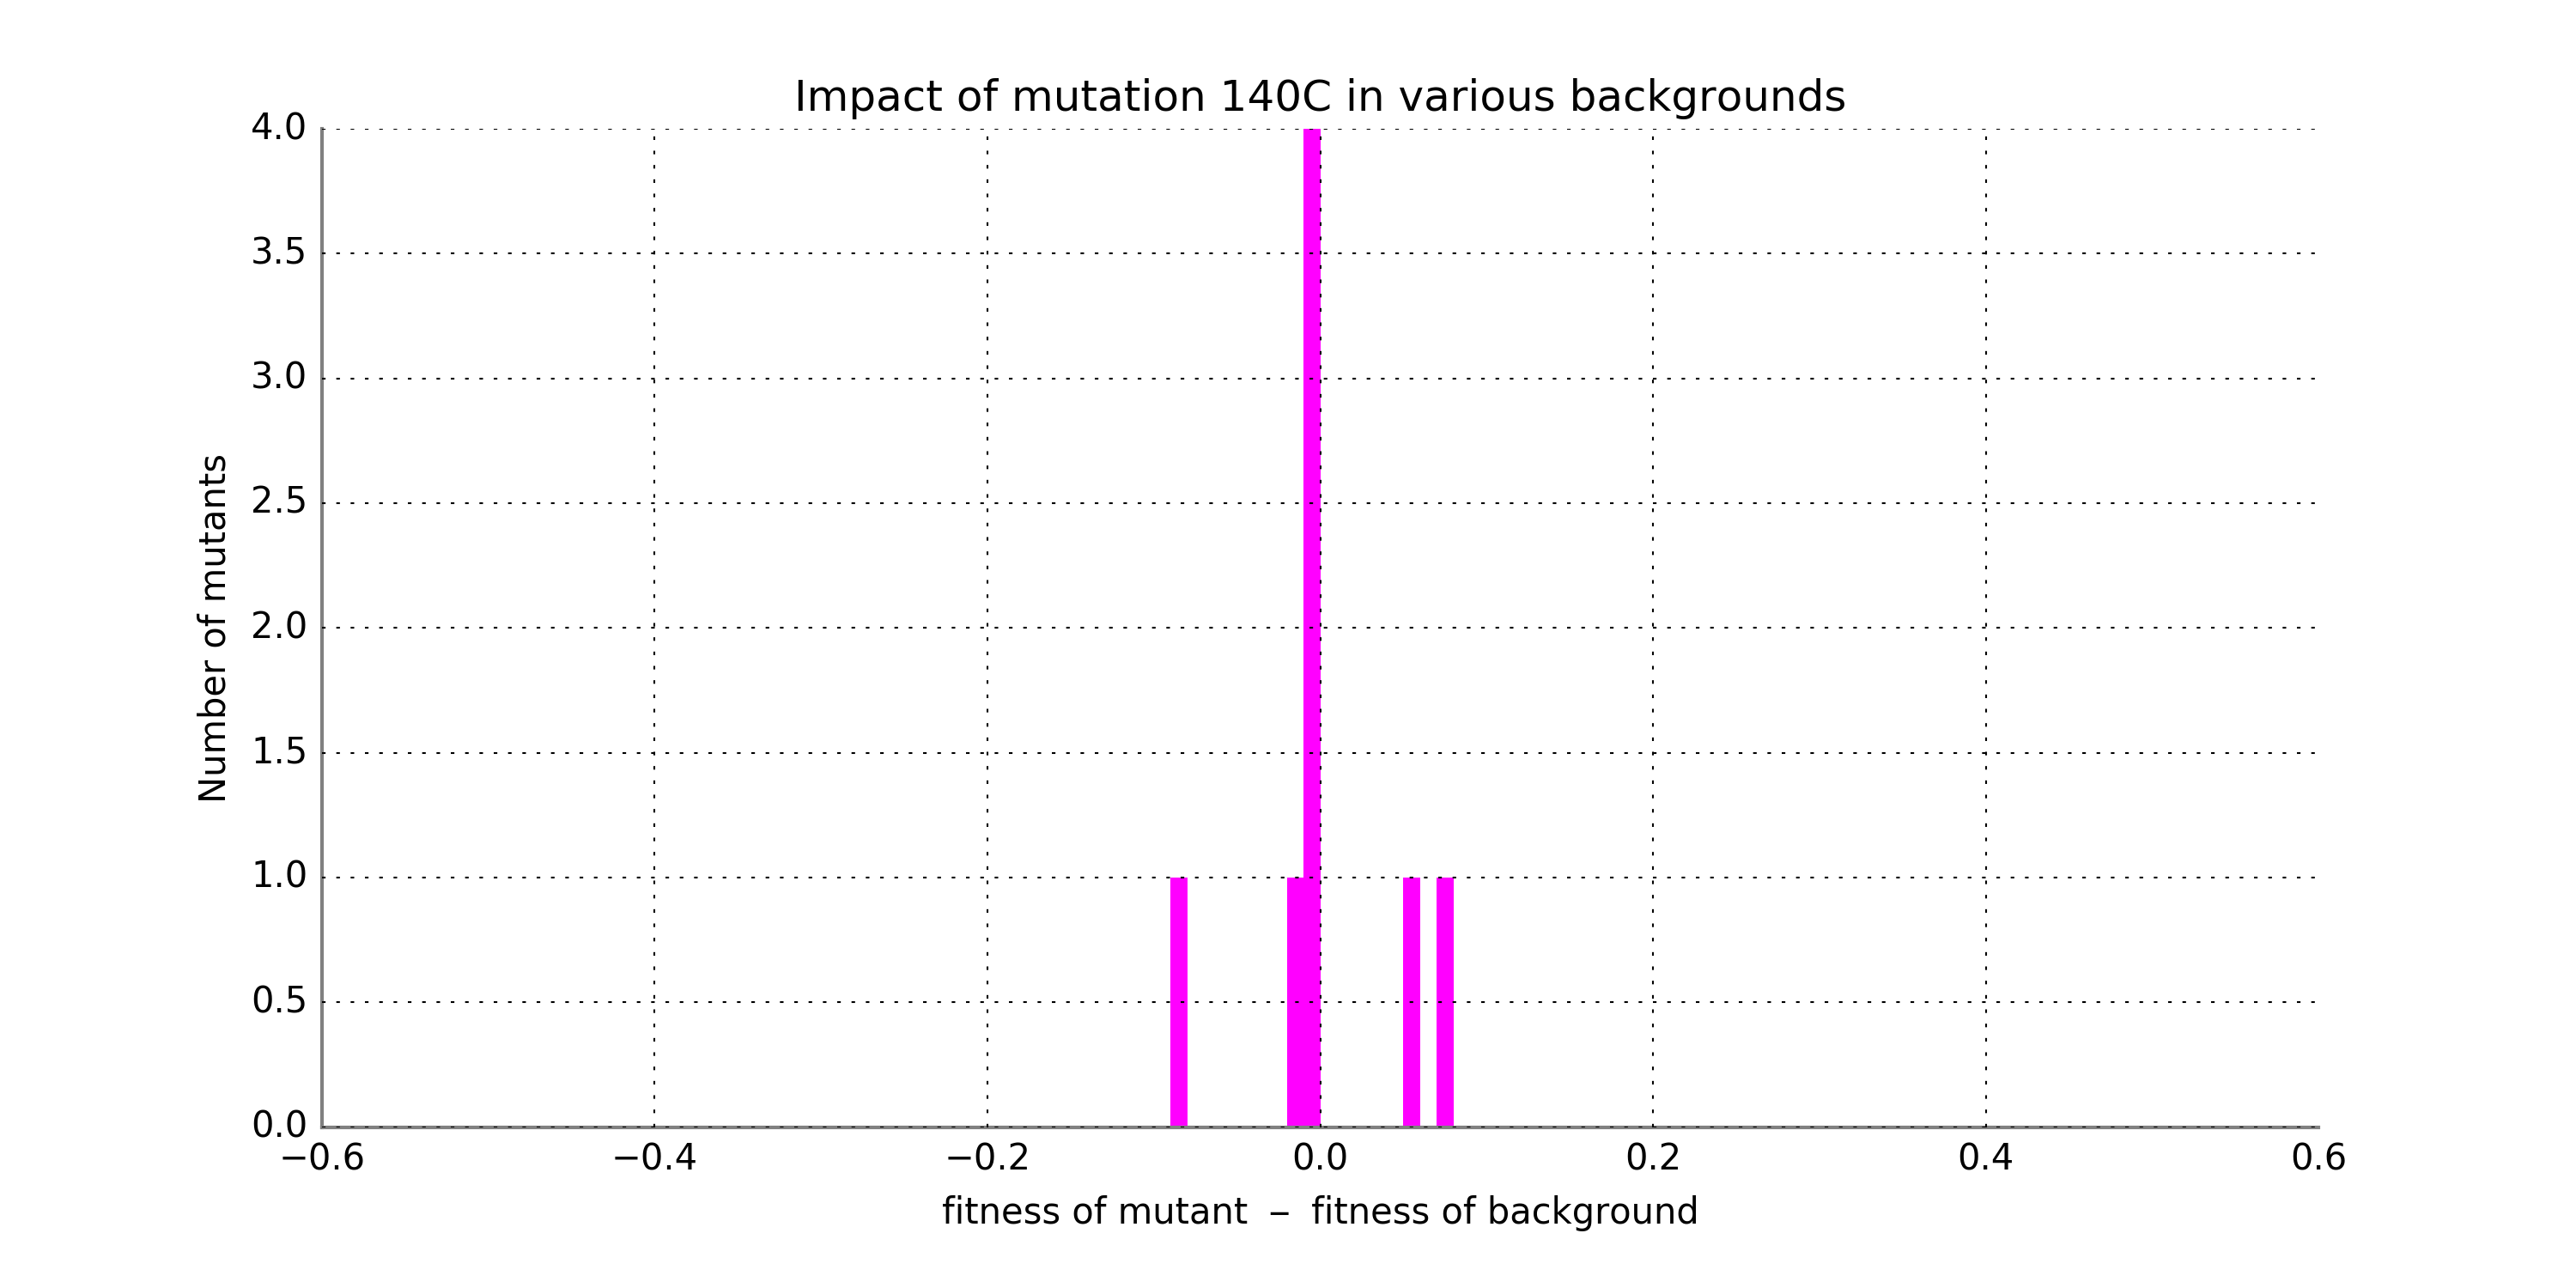 Impact of mutation 140C in various backgrounds
4.0
3.5
3.0
2.5
2.0
1.5
1.0
0.5
0.0
Number of mutants
−0.6 −0.4 −0.2 0.0 0.2 0.4 0.6
fitness of mutant − fitness of background